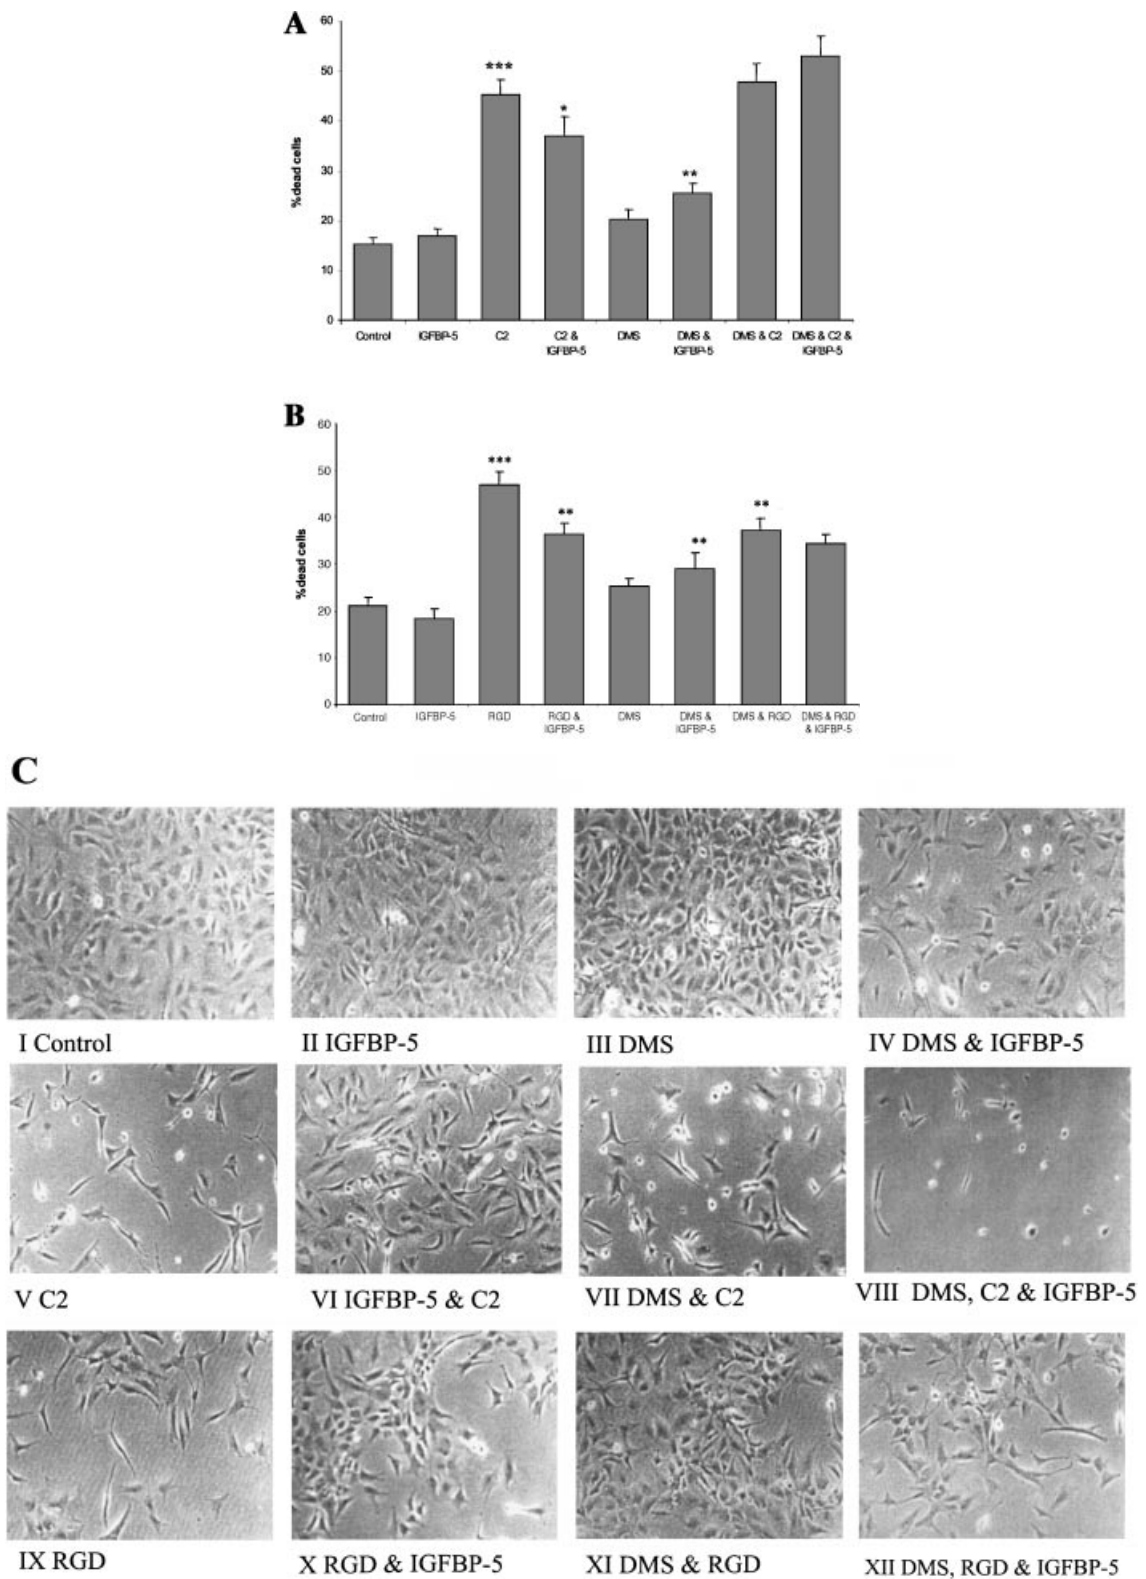 A
60
50
40
30
20
10
0
%dead cells
***
*
**
Control
IGFBP-5
C2
C2 &
IGFBP-5
DMS
DMS &
IGFBP-5
DMS & C2
DMS & C2 &
IGFBP-5
B
60
50
40
30
20
10
0
%dead cells
***
**
**
**
Control
IGFBP-5
RGD
RGD &
IGFBP-5
DMS
DMS &
IGFBP-5
DMS & RGD
DMS & RGD
& IGFBP-5
C
I Control
II IGFBP-5
III DMS
IV DMS & IGFBP-5
V C2
VI IGFBP-5 & C2
VII DMS & C2
VIII DMS, C2 & IGFBP-5
IX RGD
X RGD & IGFBP-5
XI DMS & RGD
XII DMS, RGD & IGFBP-5